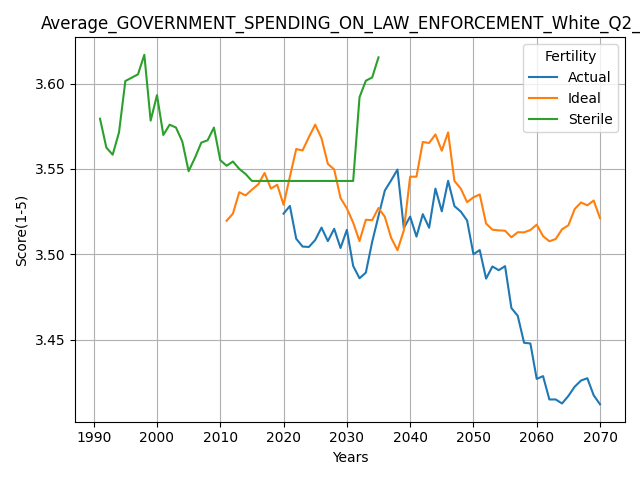 Average_GOVERNMENT_SPENDING_ON_LAW_ENFORCEMENT_White_Q2_
Fertility
Actual
Ideal
Sterile
3.60
3.55
3.50
3.45
Score(1-5)
1990 2000 2010 2020 2030 2040 2050 2060 2070
Years